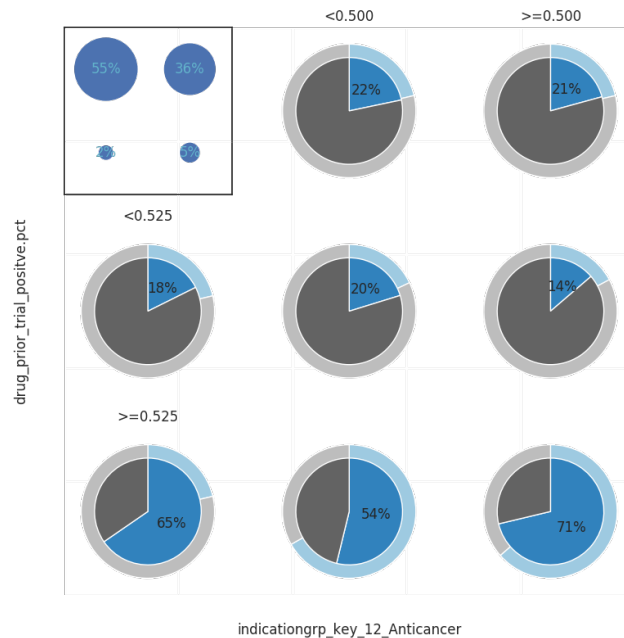 <0.500 >=0.500
55% 36%
22% 21%
2% 5%
<0.525
18% 20% 14%
>=0.525
65% 54% 71%
drug_prior_trial_positve.pct
indicationgrp_key_12_Anticancer